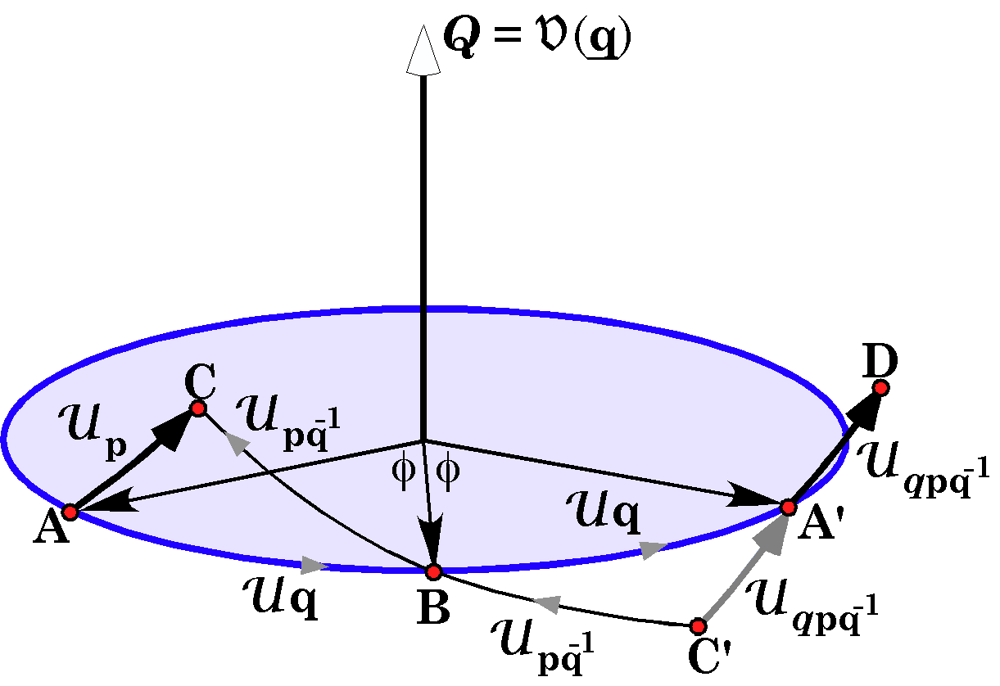 Q = 𝔙(q)
D
C
𝒰pq⁻¹
𝒰p
ϕ ϕ
𝒰qpq⁻¹
𝒰q
A
A'
𝒰q
B
𝒰qpq⁻¹
𝒰pq⁻¹
C'